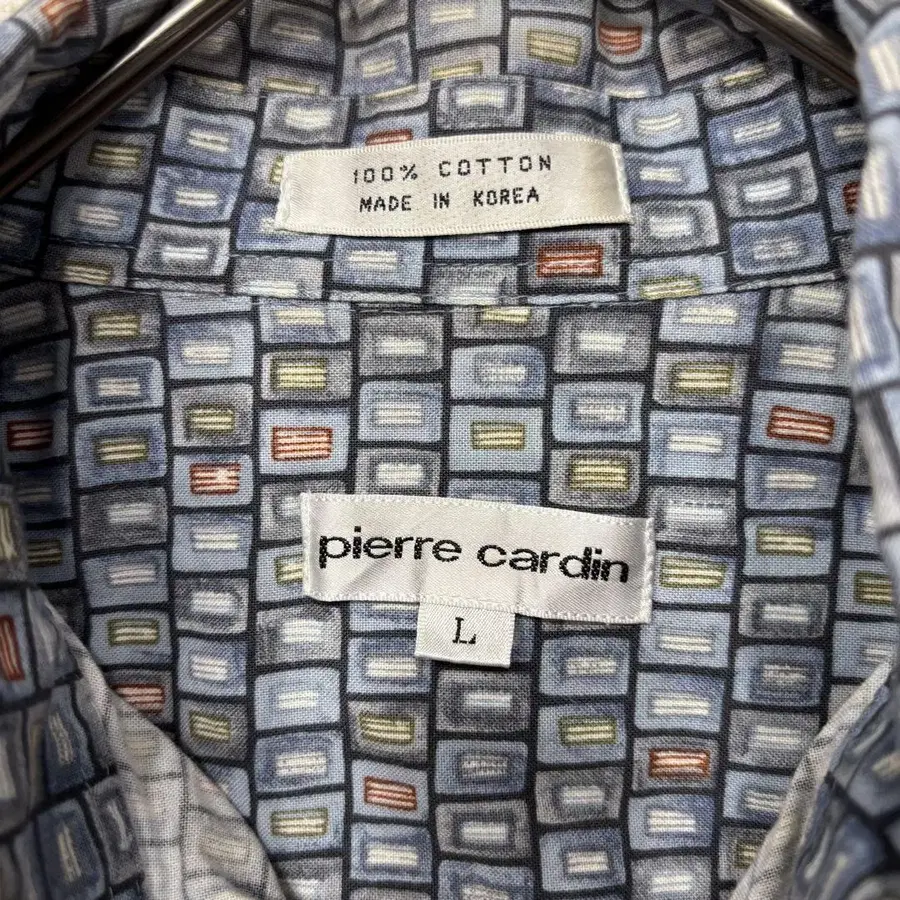 100% COTTON
MADE IN KOREA
pierre cardin
L